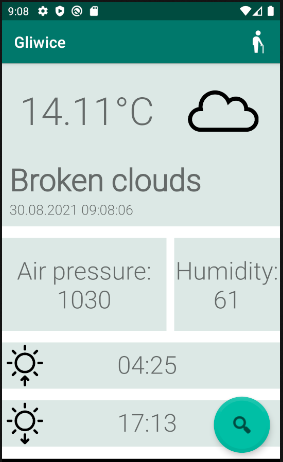 9:08
Gliwice
14.11°C
Broken clouds
30.08.2021 09:08:06
Air pressure:
1030
Humidity:
61
04:25
17:13